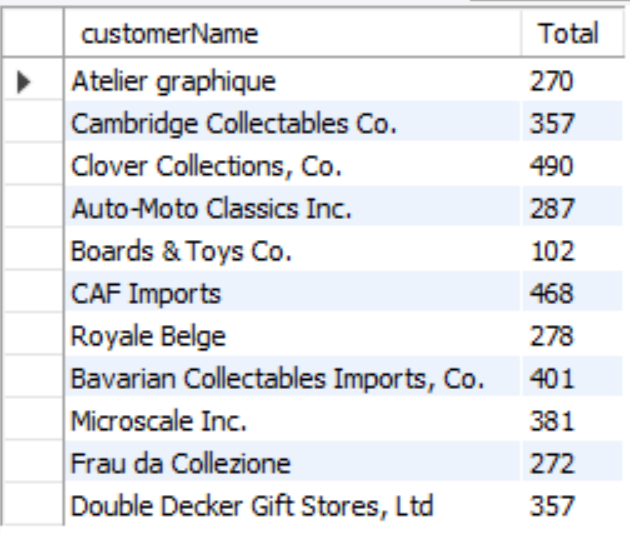 customerName Total
Atelier graphique 270
Cambridge Collectables Co. 357
Clover Collections, Co. 490
Auto-Moto Classics Inc. 287
Boards & Toys Co. 102
CAF Imports 468
Royale Belge 278
Bavarian Collectables Imports, Co. 401
Microscale Inc. 381
Frau da Collezione 272
Double Decker Gift Stores, Ltd 357